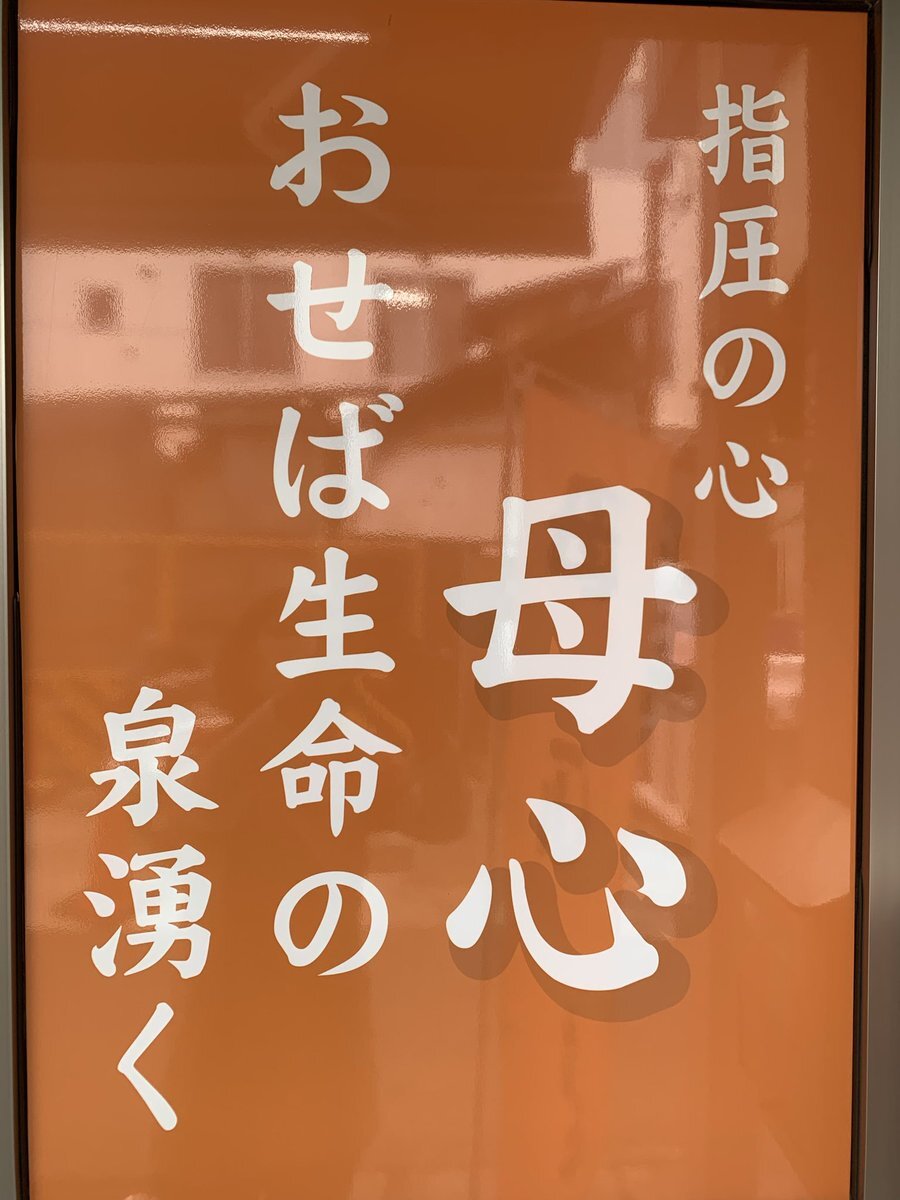 指圧の心
母心
おせば生命の
泉湧く